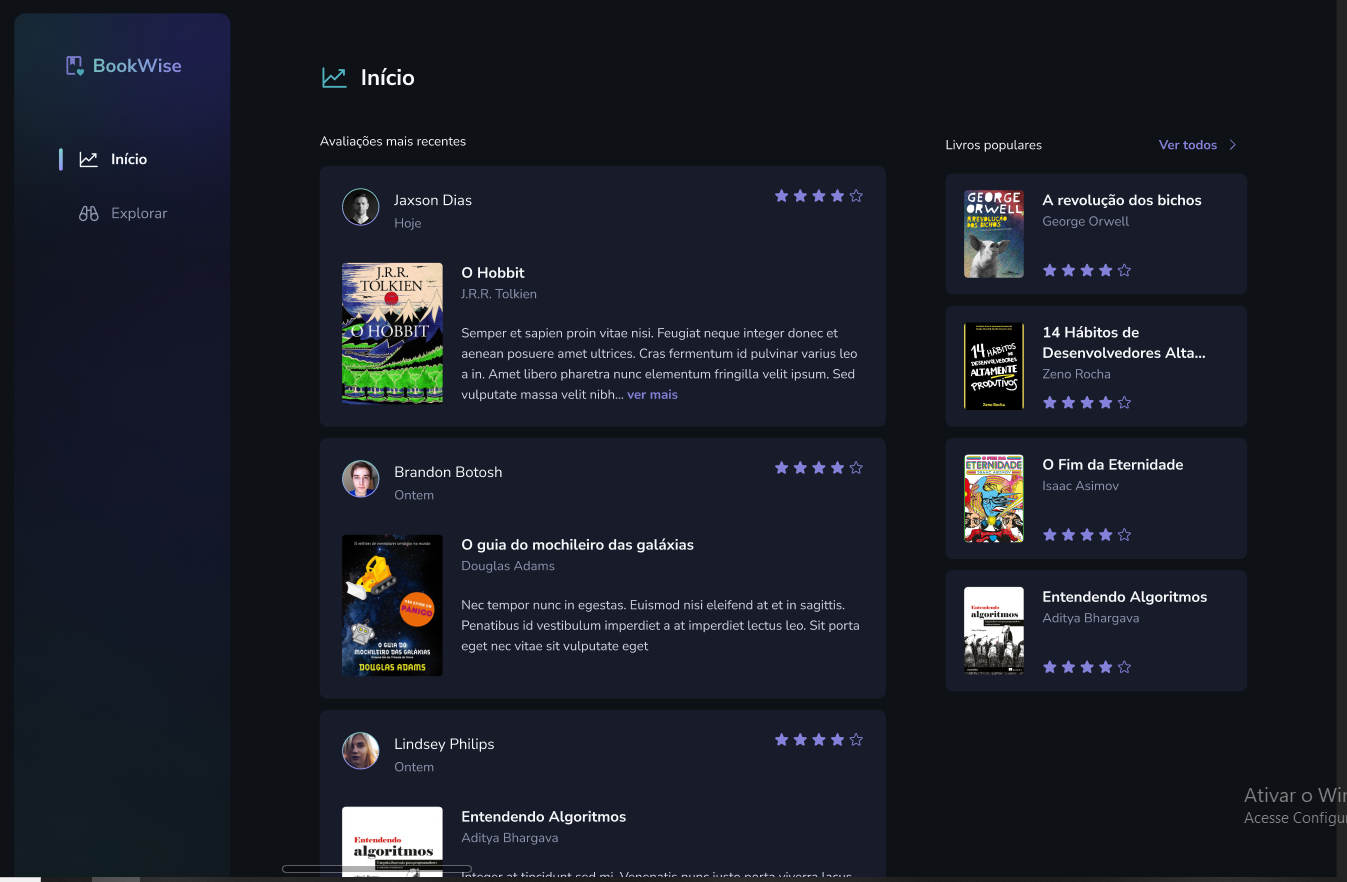 BookWise
Início
Explorar
Início
Avaliações mais recentes
Jaxson Dias
Hoje
J.R.R.
TOLKIEN
O HOBBIT
O Hobbit
J.R.R. Tolkien
Semper et sapien proin vitae nisi. Feugiat neque integer donec et
aenean posuere amet ultrices. Cras fermentum id pulvinar varius leo
a in. Amet libero pharetra nunc elementum fringilla velit ipsum. Sed
vulputate massa velit nibh... ver mais
Brandon Botosh
Ontem
PÂNICO
O GUIA DO
MOCHILEIRO DAS GALÁXIAS
DOUGLAS ADAMS
O guia do mochileiro das galáxias
Douglas Adams
Nec tempor nunc in egestas. Euismod nisi eleifend at et in sagittis.
Penatibus id vestibulum imperdiet a at imperdiet lectus leo. Sit porta
eget nec vitae sit vulputate eget
Lindsey Philips
Ontem
Entendendo
algoritmos
Entendendo Algoritmos
Aditya Bhargava
Integer at tincidunt sed mi. Venenatis nunc justo porta viverra lacus
Livros populares
Ver todos
GEORGE
ORWELL
A REVOLUÇÃO
DOS BICHOS
A revolução dos bichos
George Orwell
14 HÁBITOS
DE
DESENVOLVEDORES
ALTAMENTE
PRODUTIVOS
Zeno Rocha
14 Hábitos de
Desenvolvedores Alta...
Zeno Rocha
O FIM DA
ETERNIDADE
ISAAC ASIMOV
O Fim da Eternidade
Isaac Asimov
Entendendo
algoritmos
Entendendo Algoritmos
Aditya Bhargava
Ativar o Win
Acesse Configur